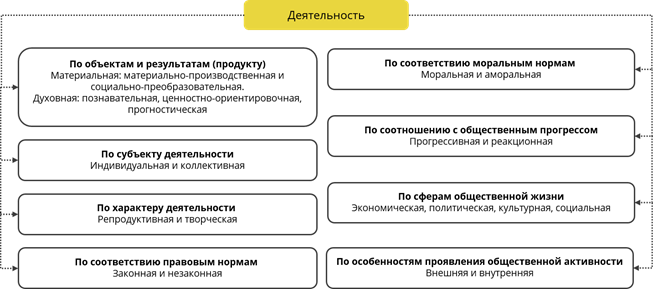 Деятельность
По объектам и результатам (продукту)
Материальная: материально-производственная и
социально-преобразовательная.
Духовная: познавательная, ценностно-ориентировочная,
прогностическая
По субъекту деятельности
Индивидуальная и коллективная
По характеру деятельности
Репродуктивная и творческая
По соответствию правовым нормам
Законная и незаконная
По соответствию моральным нормам
Моральная и аморальная
По соотношению с общественным прогрессом
Прогрессивная и реакционная
По сферам общественной жизни
Экономическая, политическая, культурная, социальная
По особенностям проявления общественной активности
Внешняя и внутренняя